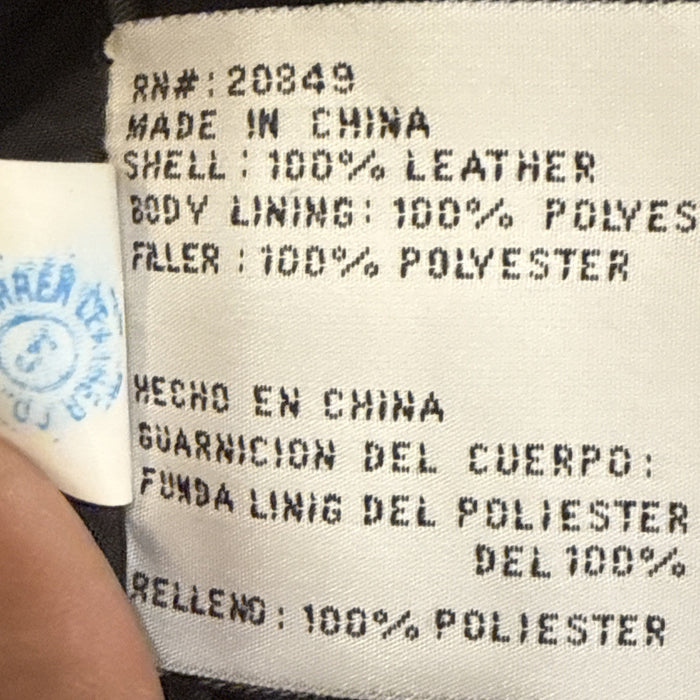 RN#: 20849
MADE IN CHINA
SHELL: 100% LEATHER
BODY LINING: 100% POLYES
FILLER: 100% POLYESTER
HECHO EN CHINA
GUARNICION DEL CUERPO:
FUNDA LINIG DEL POLIESTER
DEL 100%
RELLENO: 100% POLIESTER